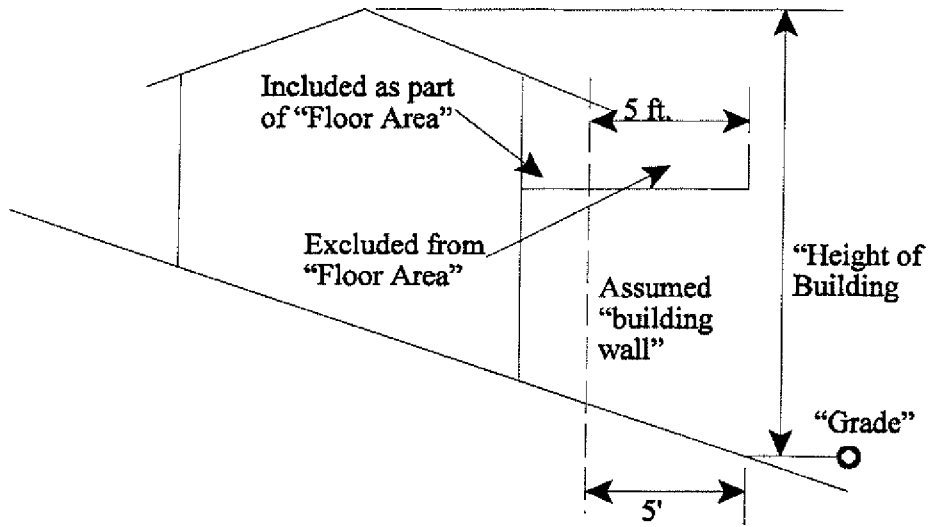 Included as part
of “Floor Area”
5 ft.
Excluded from
“Floor Area”
Assumed
“building
wall”
“Height of
Building
“Grade”
5'